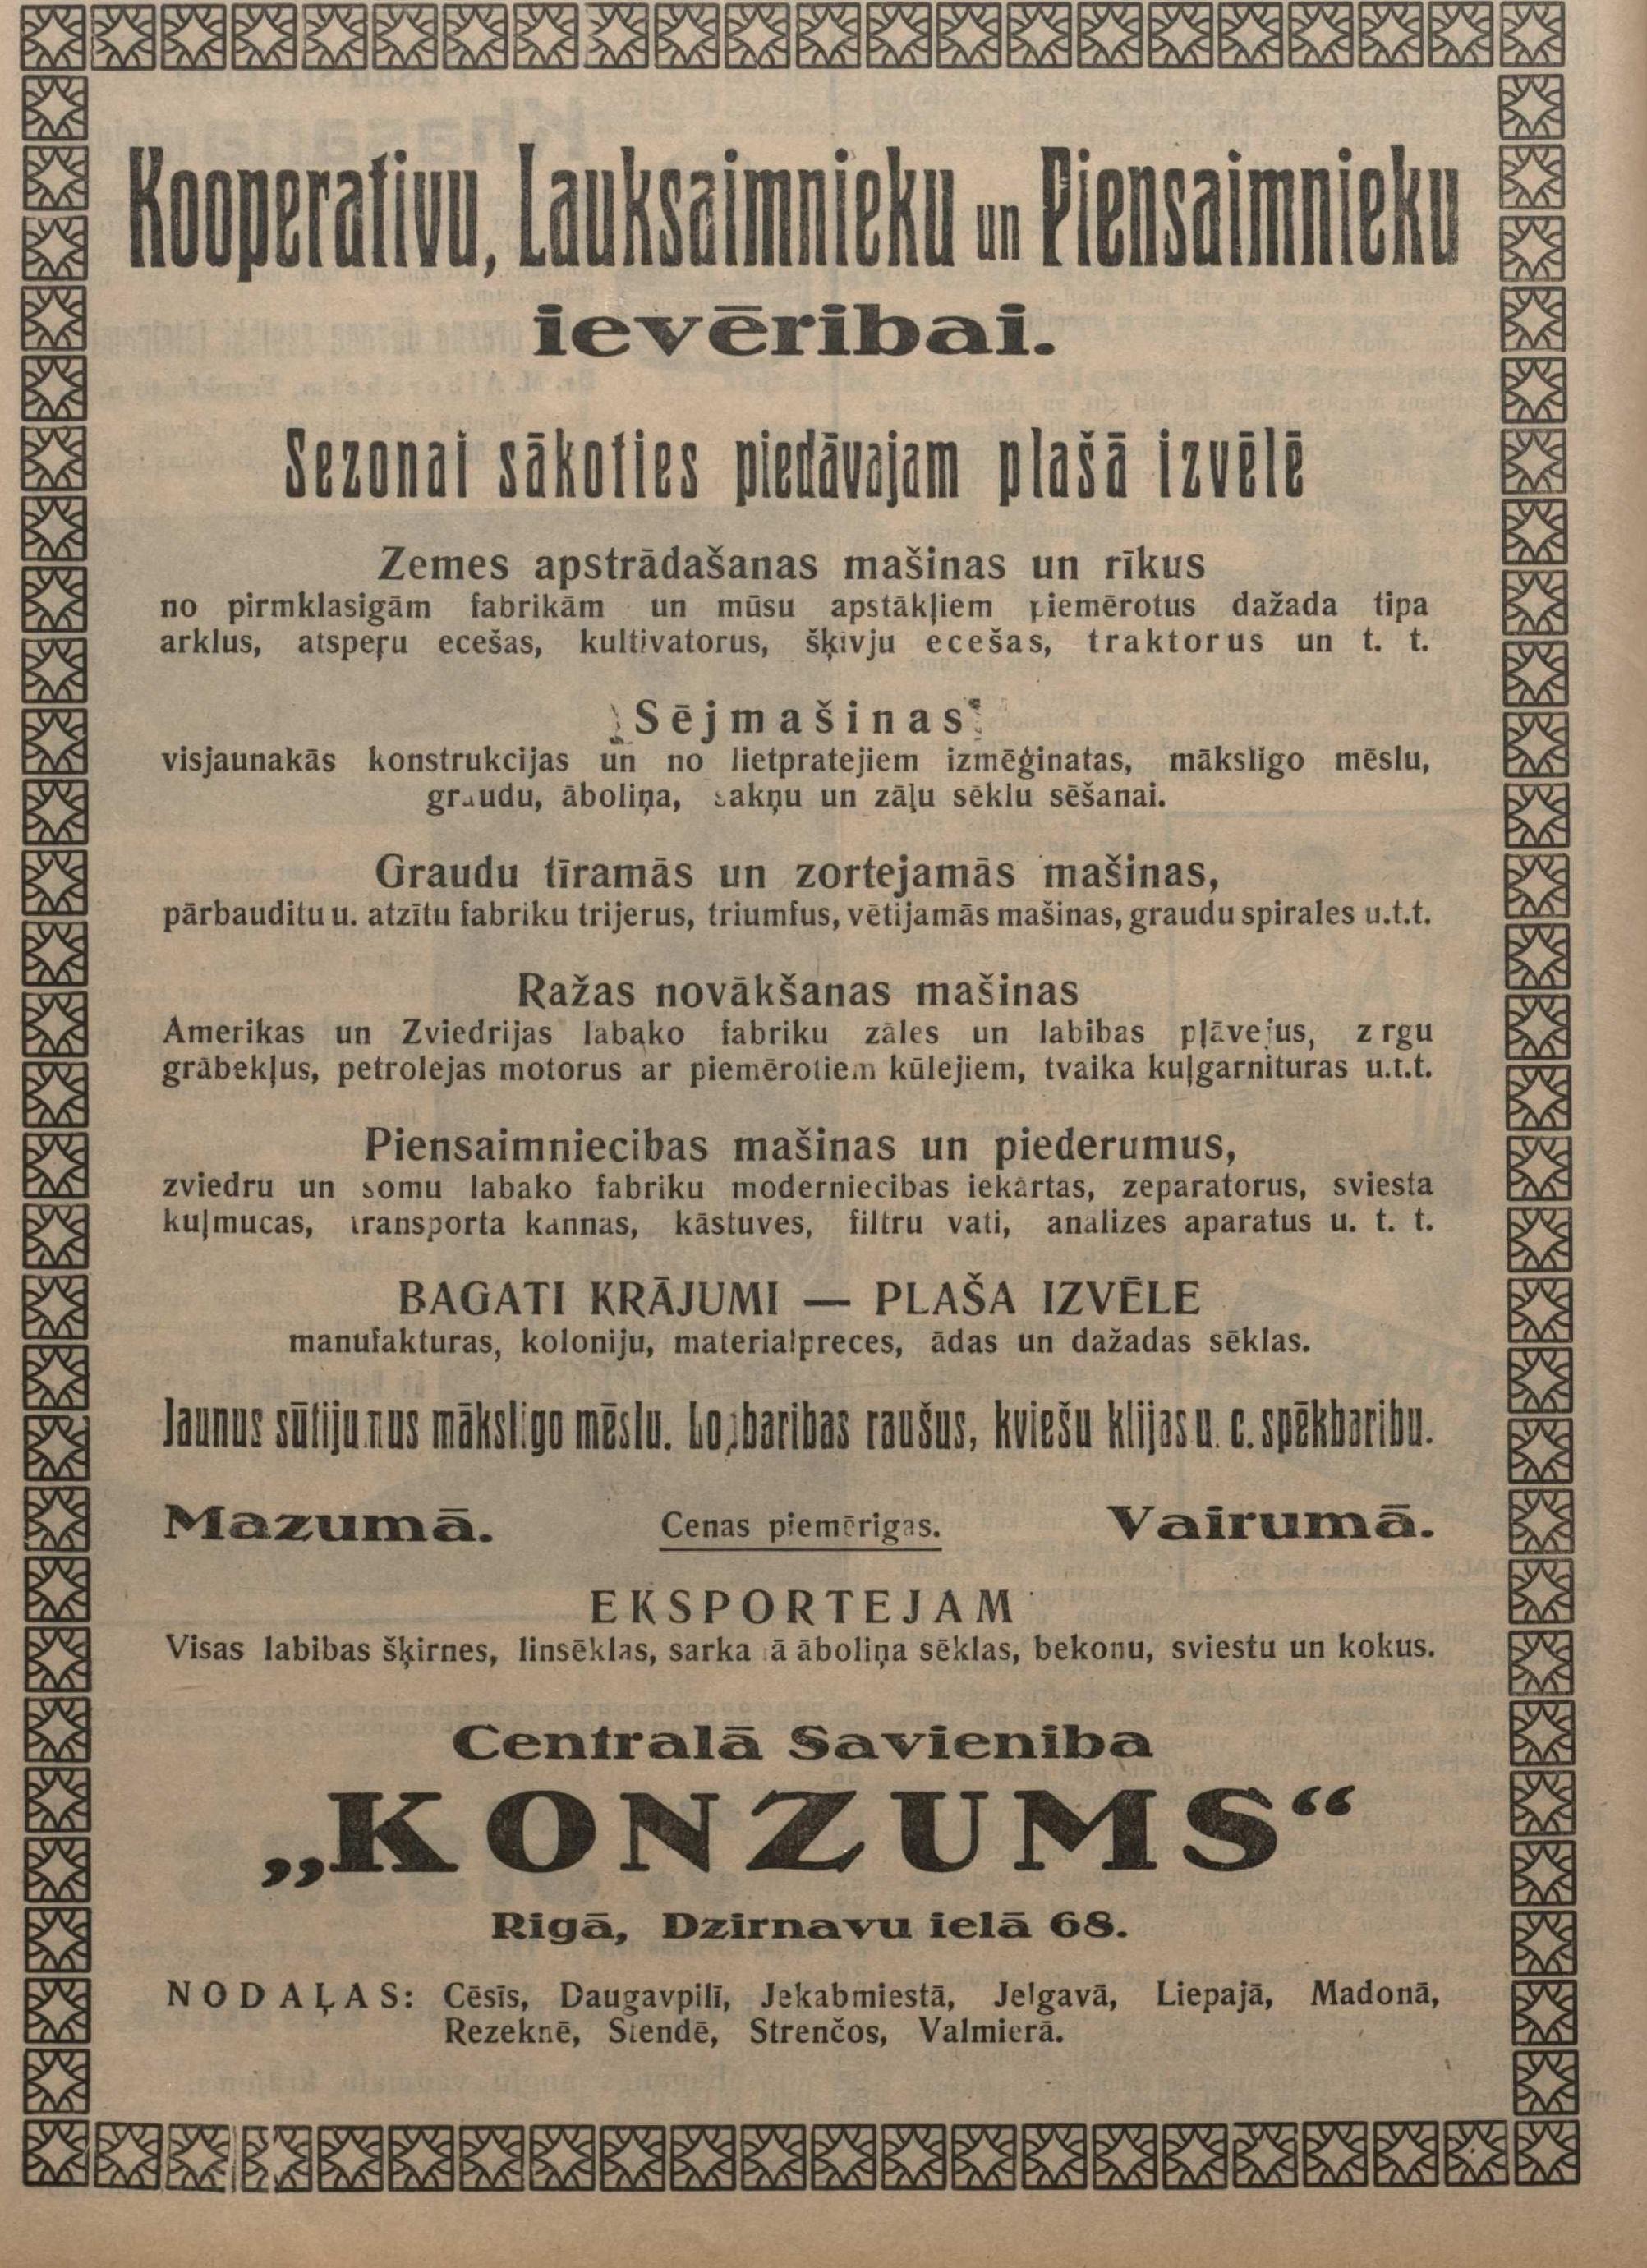 Kooperativu, Lauksaimnieku un Piensaimnieku
ievēribai.
Sezonai sākoties piedāvajam plašā izvēlē
Zemes apstrādašanas mašinas un rīkus
no pirmklasigām fabrikām un mūsu apstākļiem piemērotus dažada tipa
arklus, atspeŗu ecešas, kultivatorus, šķivju ecešas, traktorus un t. t.
Sējmašinas
visjaunakās konstrukcijas un no lietpratejiem izmēģinatas, māksligo mēslu,
graudu, āboliņa, sakņu un zāļu sēklu sēšanai.
Graudu tīramās un zortejamās mašinas,
pārbauditu u. atzītu fabriku trijerus, triumfus, vētijamās mašinas, graudu spirales u.t.t.
Ražas novākšanas mašinas
Amerikas un Zviedrijas labako fabriku zāles un labibas pļāvejus, zirgu
grābekļus, petrolejas motorus ar piemērotiem kūlejiem, tvaika kuļgarnituras u.t.t.
Piensaimniecibas mašinas un piederumus,
zviedru un somu labako fabriku moderniecibas iekārtas, zeparatorus, sviesta
kuļmucas, transporta kannas, kāstuves, filtru vati, analizes aparatus u. t. t.
BAGATI KRĀJUMI — PLAŠA IZVĒLE
manufakturas, koloniju, materialpreces, ādas un dažadas sēklas.
Jaunus sūtijumus māksligo mēslu. Lopbaribas raušus, kviešu klijas u. c. spēkbaribu.
Mazumā. Cenas piemērigas. Vairumā.
EKSPORTEJAM
Visas labibas šķirnes, linsēklas, sarkanā āboliņa sēklas, bekonu, sviestu un kokus.
Centralā Savieniba
„KONZUMS“
Rigā, Dzirnavu ielā 68.
NODAĻAS: Cēsīs, Daugavpilī, Jekabmiestā, Jelgavā, Liepajā, Madonā,
Rezeknē, Stendē, Strenčos, Valmierā.